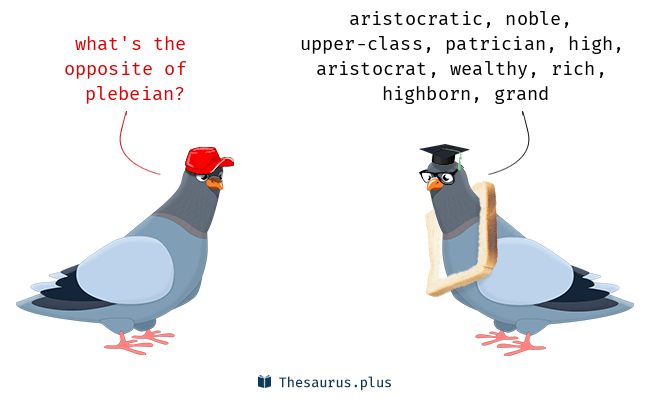 what's the
opposite of
plebeian?
aristocratic, noble,
upper-class, patrician, high,
aristocrat, wealthy, rich,
highborn, grand
Thesaurus.plus